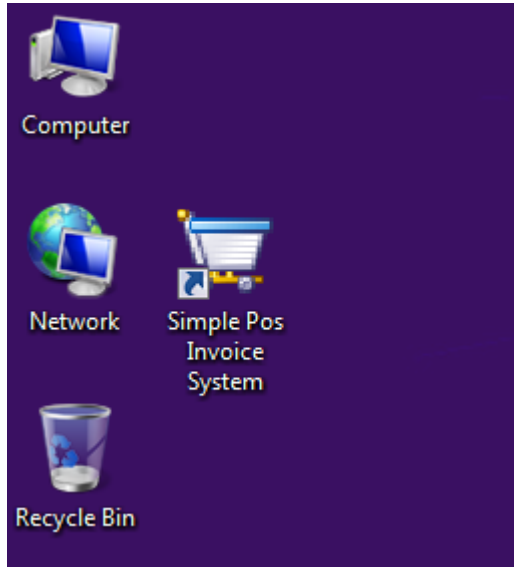 Computer
Network
Simple Pos
Invoice
System
Recycle Bin